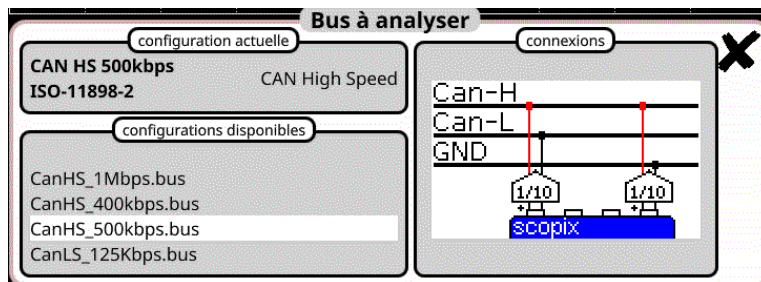 Bus à analyser
configuration actuelle
CAN HS 500kbps
ISO-11898-2
CAN High Speed
configurations disponibles
CanHS_1Mbps.bus
CanHS_400kbps.bus
CanHS_500kbps.bus
CanLS_125Kbps.bus
connexions
Can-H
Can-L
GND
1/10 1/10
+ +
scopix